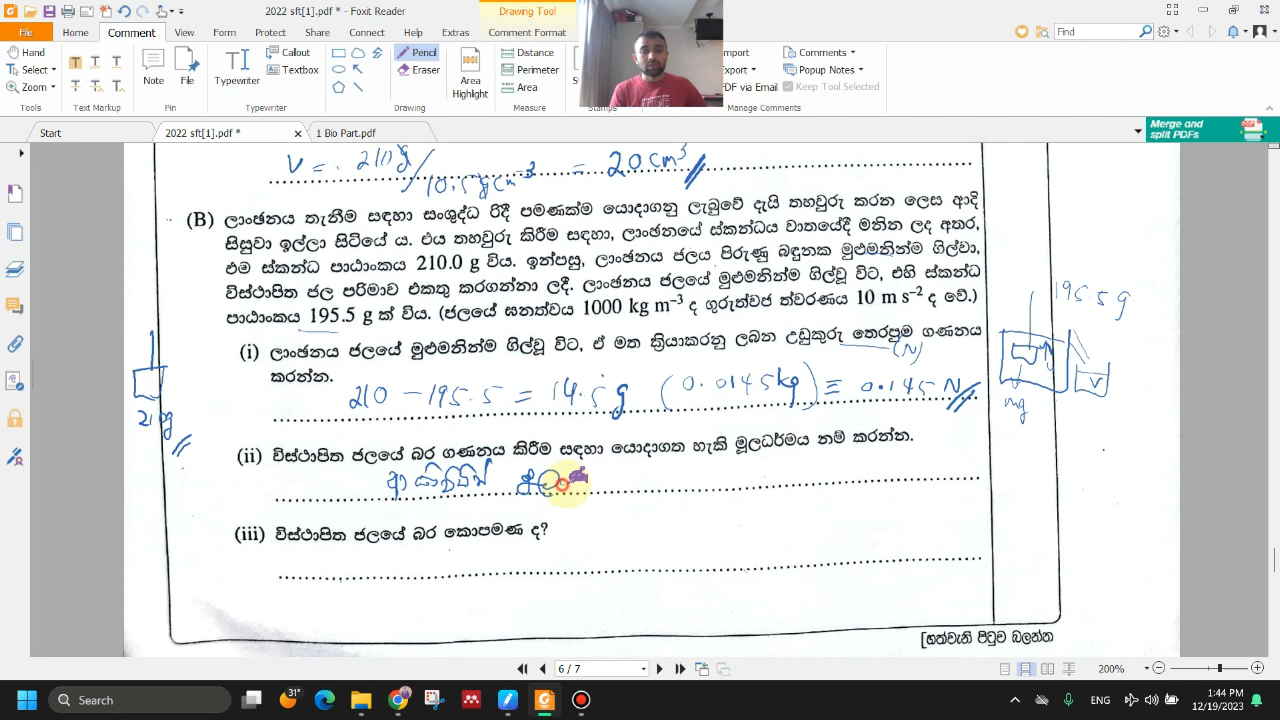 2022 sft[1].pdf * - Foxit Reader
Drawing Tool
File Home Comment View Form Protect Share Connect Help Extras Comment Format
Find
Hand
Select
Zoom
Tools
Text Markup
Note
File
Pin
Typewriter
Callout
Textbox
Typewriter
Pencil
Eraser
Drawing
Area Highlight
Distance
Perimeter
Area
Measure
Stamps
Comments
Popup Notes
PDF via Email
Keep Tool Selected
Manage Comments
Start
2022 sft[1].pdf *
1 Bio Part.pdf
Merge and split PDFs
V = 210g/10.5 gcm-3 = 20cm3
(B) ලාංඡනය තැනීම සඳහා සංශුද්ධ රිදී පමණක්ම යොදාගනු ලැබුවේ දැයි තහවුරු කරන ලෙස ආදි
සිසුවා ඉල්ලා සිටියේ ය. එය තහවුරු කිරීම සඳහා, ලාංඡනයේ ස්කන්ධය වාතයේදී මනින ලද අතර,
එම ස්කන්ධ පාඨාංකය 210.0 g විය. ඉන්පසු, ලාංඡනය ජලය පිරුණු බඳුනක මුළුමනින්ම ගිල්වා,
විස්ථාපිත ජල පරිමාව එකතු කරගන්නා ලදී. ලාංඡනය ජලයේ මුළුමනින්ම ගිල්වූ විට, එහි ස්කන්ධ
පාඨාංකය 195.5 g ක් විය. (ජලයේ ඝනත්වය 1000 kg m⁻³ ද ගුරුත්වජ ත්වරණය 10 m s⁻² ද වේ.)
195.5 g
(i) ලාංඡනය ජලයේ මුළුමනින්ම ගිල්වූ විට, ඒ මත ක්‍රියාකරනු ලබන උඩුකුරු තෙරපුම ගණනය
කරන්න.
(N)
210 - 195.5 = 14.5 g (0.0145kg) = 0.145 N
210g
V
mg
(ii) විස්ථාපිත ජලයේ බර ගණනය කිරීම සඳහා යොදාගත හැකි මූලධර්මය නම් කරන්න.
(iii) විස්ථාපිත ජලයේ බර කොපමණ ද?
[හත්වැනි පිටුව බලන්න
6 / 7
200%
Search
31°
ENG
1:44 PM
12/19/2023